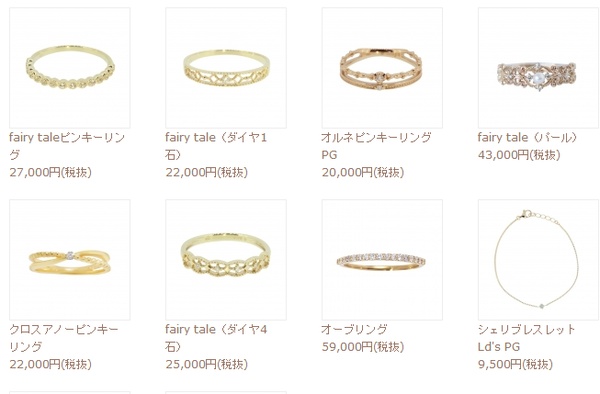 fairy taleピンキーリン
グ
27,000円(税抜)
fairy tale〈ダイヤ1
石〉
22,000円(税抜)
オルネピンキーリング
PG
20,000円(税抜)
fairy tale〈パール〉
43,000円(税抜)
クロスアノーピンキー
リング
22,000円(税抜)
fairy tale〈ダイヤ4
石〉
25,000円(税抜)
オーブリング
59,000円(税抜)
シェリブレスレット
Ld's PG
9,500円(税抜)